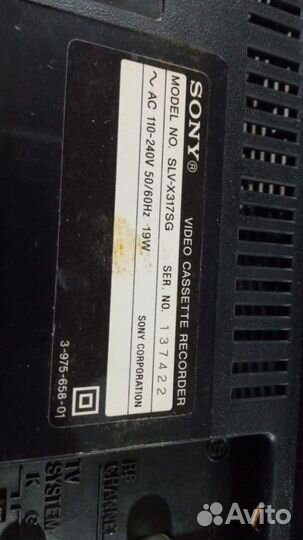 SONY®
VIDEO CASSETTE RECORDER
MODEL NO. SLV-X317SG
∿ AC 110-240V 50/60Hz 19W
SER. NO. 137422
SONY CORPORATION
3-975-658-01
RF
CHANNEL
TV
SYSTEM
K
Avito